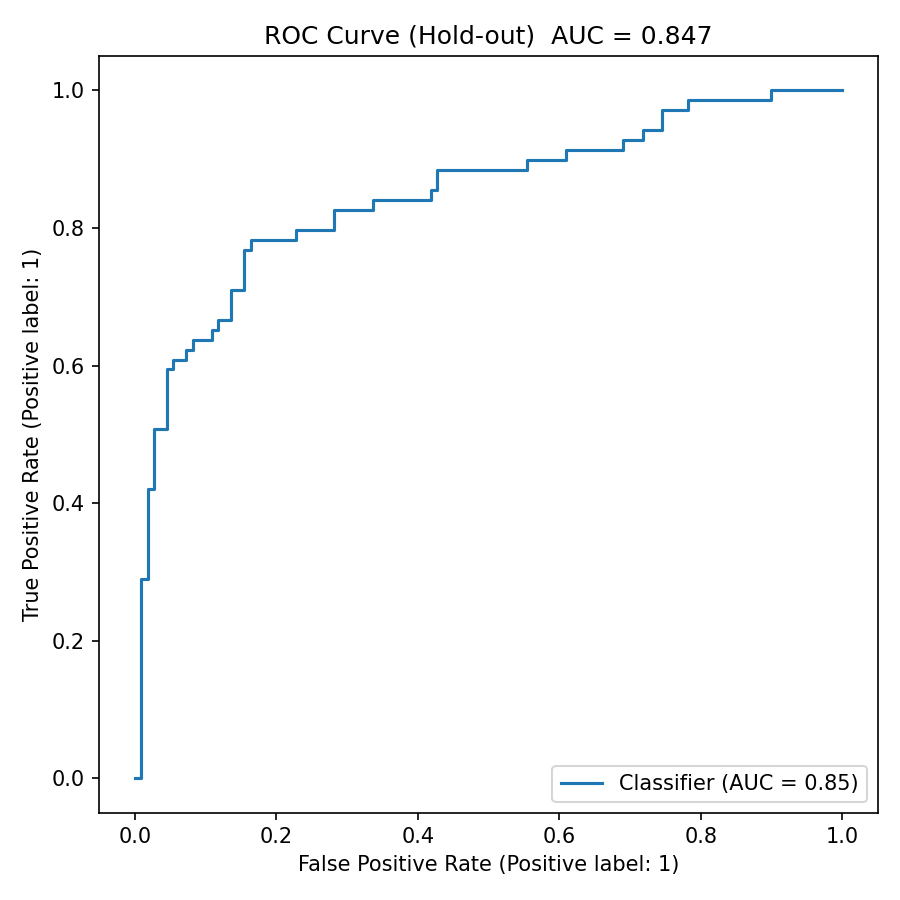 ROC Curve (Hold-out)  AUC = 0.847
True Positive Rate (Positive label: 1)
1.0
0.8
0.6
0.4
0.2
0.0
Classifier (AUC = 0.85)
0.0 0.2 0.4 0.6 0.8 1.0
False Positive Rate (Positive label: 1)